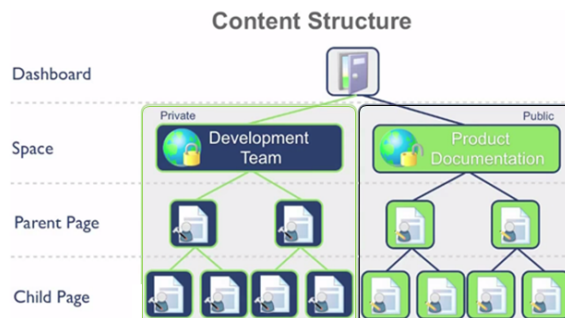 Content Structure
Dashboard
Private
Public
Space
Development
Team
Product
Documentation
Parent Page
Child Page